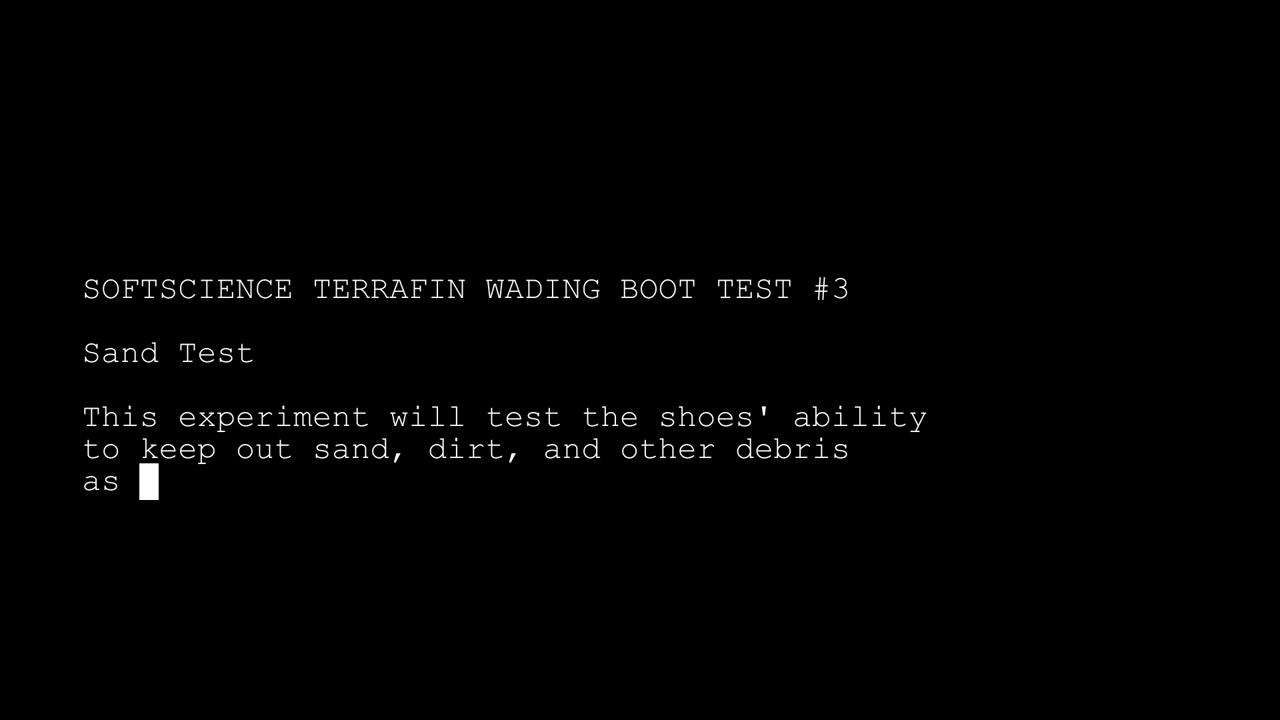 SOFTSCIENCE TERRAFIN WADING BOOT TEST #3
Sand Test
This experiment will test the shoes' ability
to keep out sand, dirt, and other debris
as